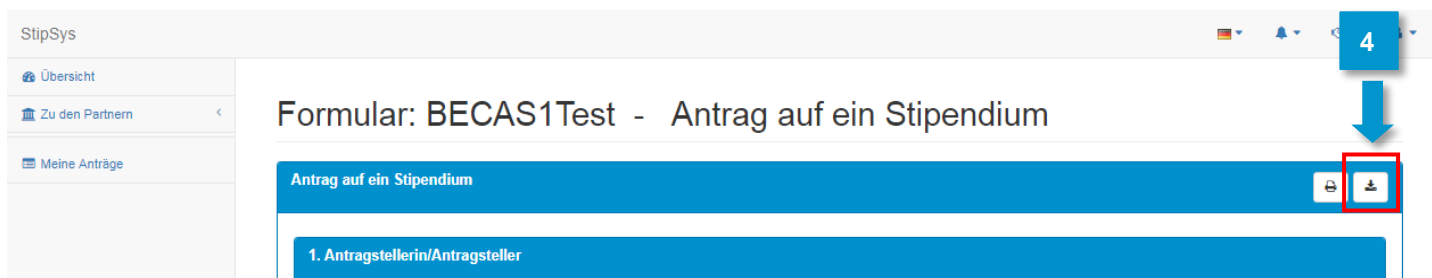 StipSys
4
Übersicht
Zu den Partnern
Meine Anträge
Formular: BECAS1Test - Antrag auf ein Stipendium
Antrag auf ein Stipendium
1. Antragstellerin/Antragsteller